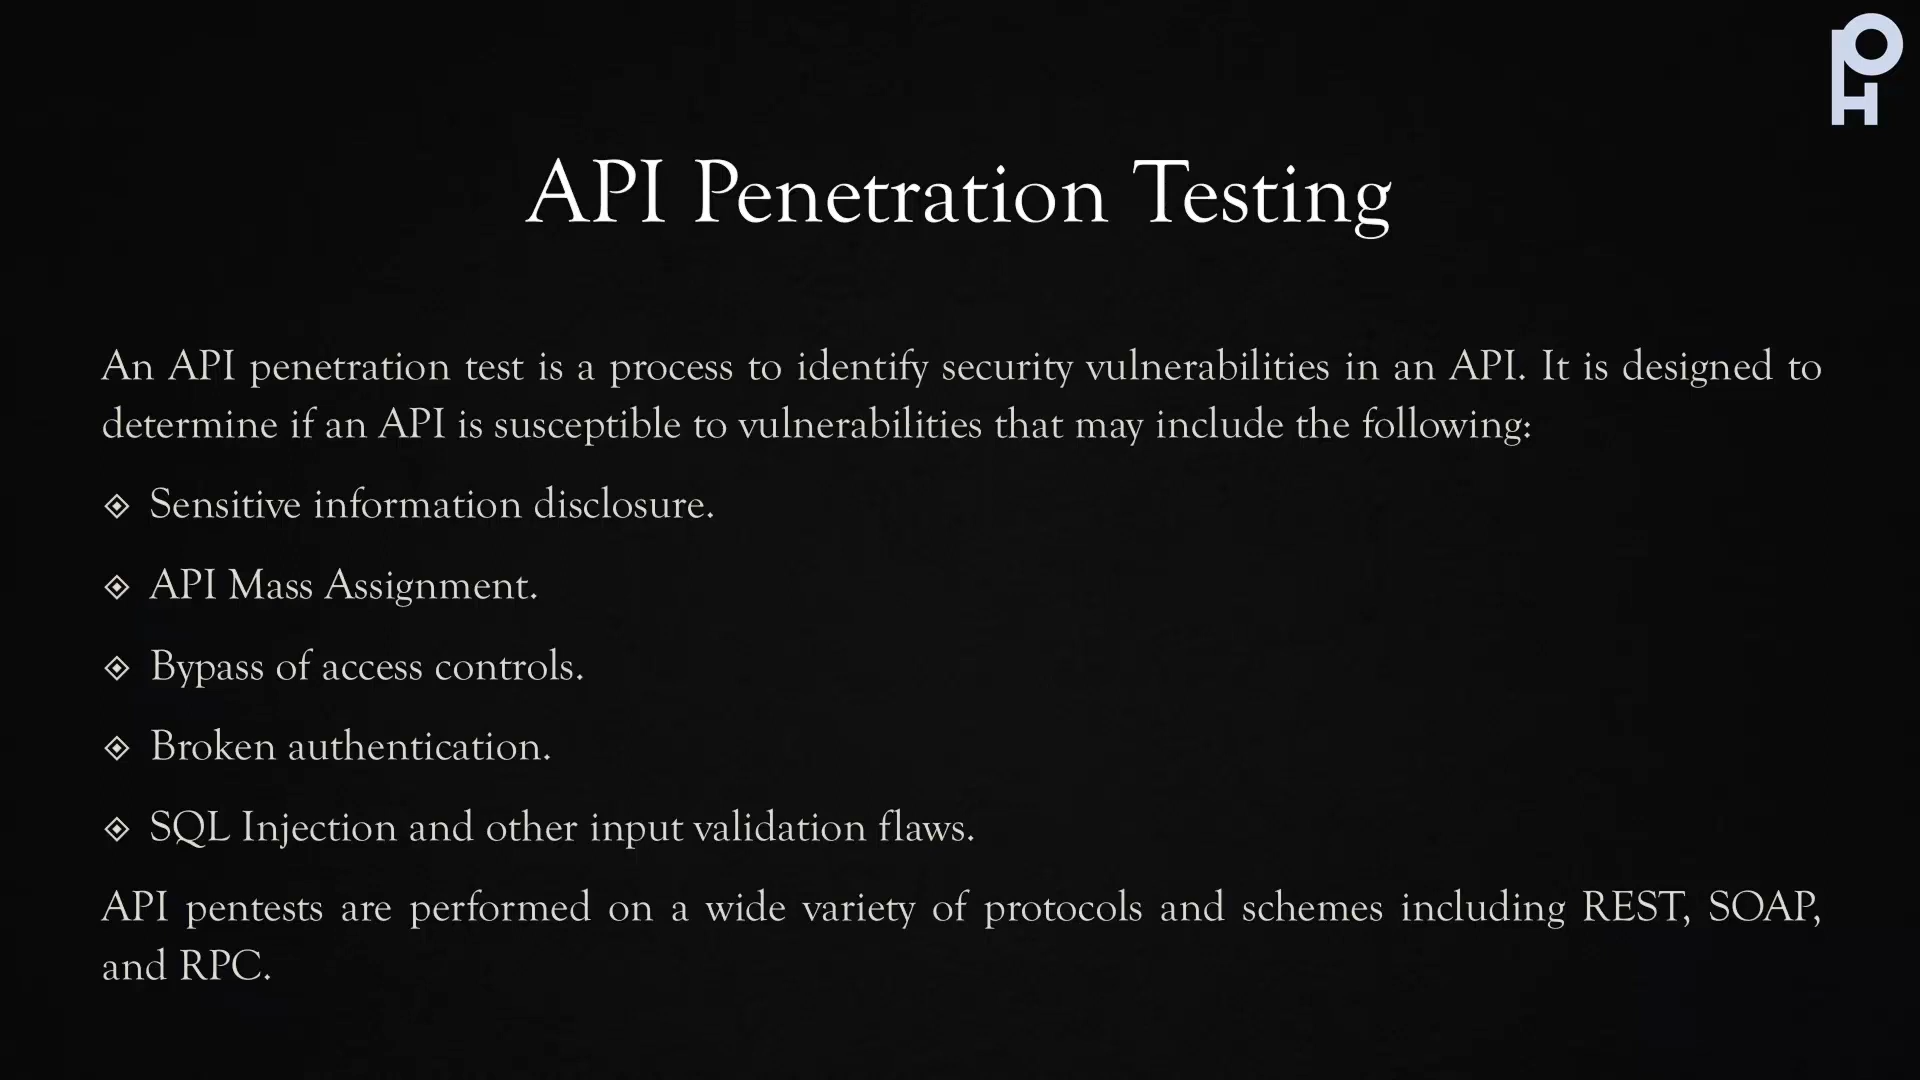 PH
API Penetration Testing
An API penetration test is a process to identify security vulnerabilities in an API. It is designed to
determine if an API is susceptible to vulnerabilities that may include the following:
Sensitive information disclosure.
API Mass Assignment.
Bypass of access controls.
Broken authentication.
SQL Injection and other input validation flaws.
API pentests are performed on a wide variety of protocols and schemes including REST, SOAP,
and RPC.